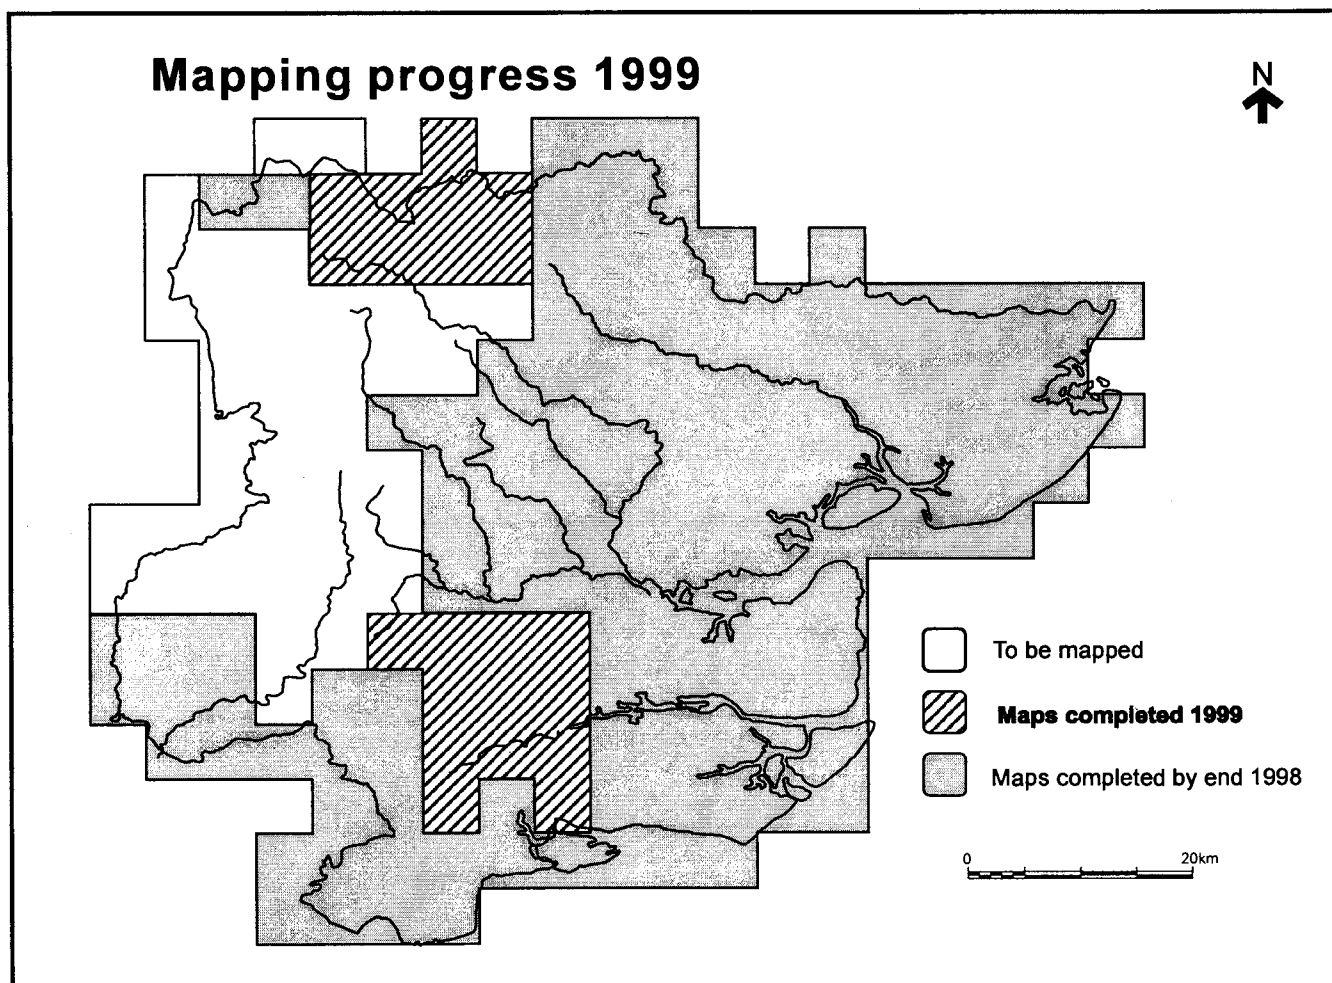 Mapping progress 1999
N
To be mapped
Maps completed 1999
Maps completed by end 1998
0 20km